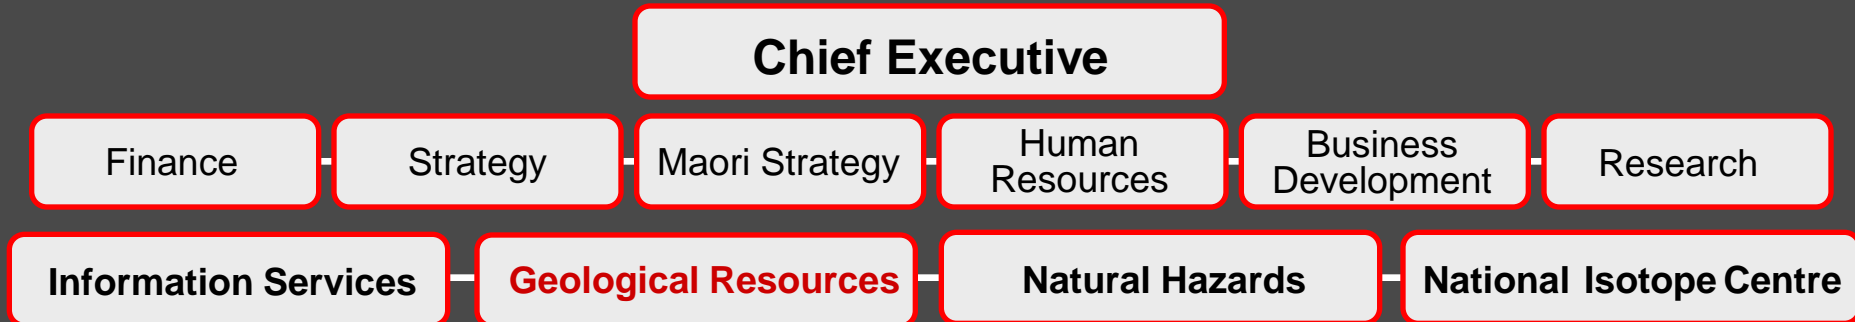 Chief Executive
Finance
Strategy
Maori Strategy
Human
Resources
Business
Development
Research
Information Services
Geological Resources
Natural Hazards
National Isotope Centre